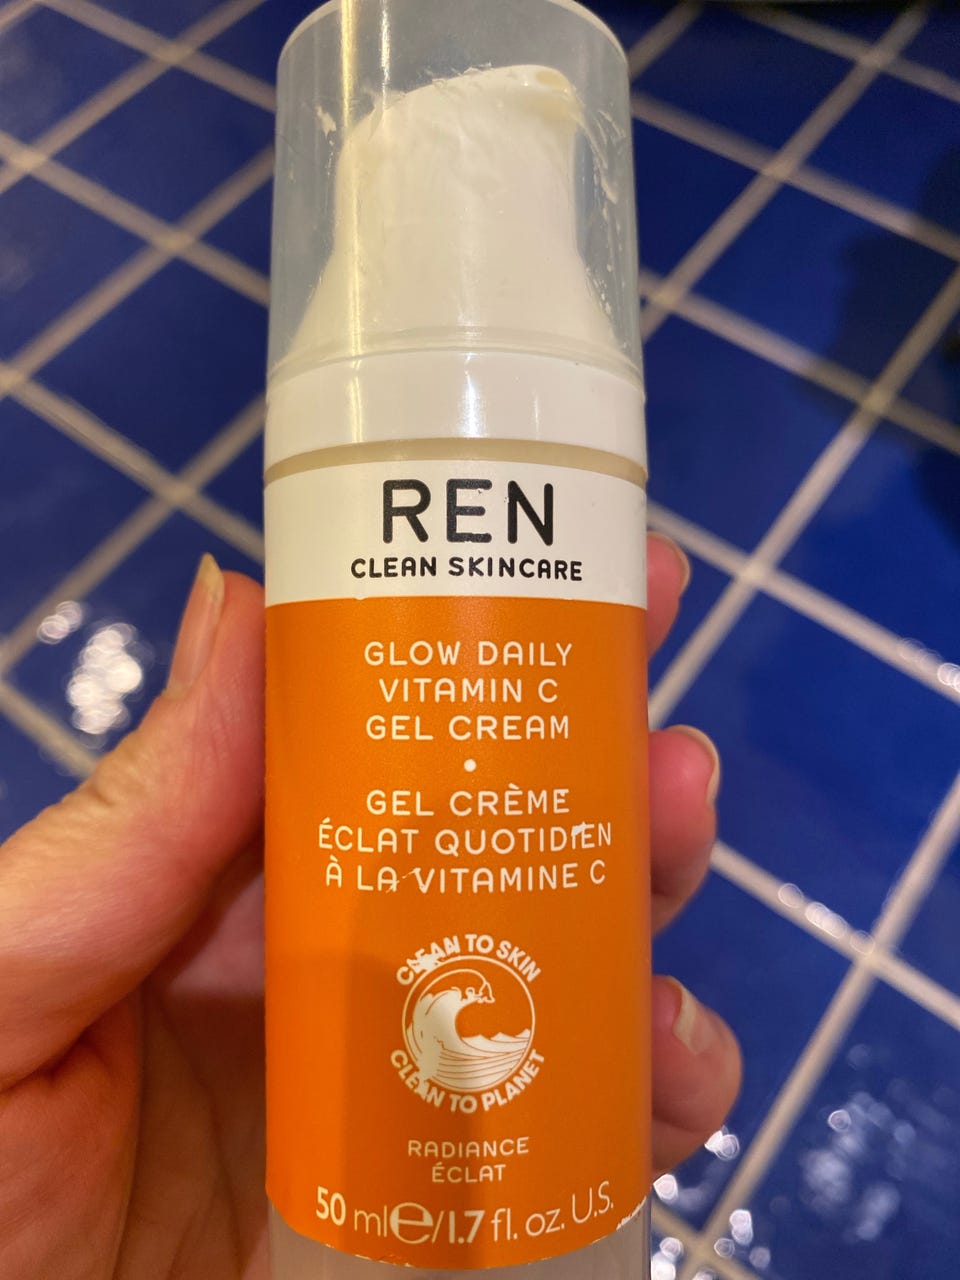 REN
CLEAN SKINCARE
GLOW DAILY
VITAMIN C
GEL CREAM
•
GEL CRÈME
ÉCLAT QUOTIDIEN
À LA VITAMINE C
CLEAN TO SKIN
CLEAN TO PLANET
RADIANCE
ÉCLAT
50 ml℮/1.7 fl. oz. U.S.